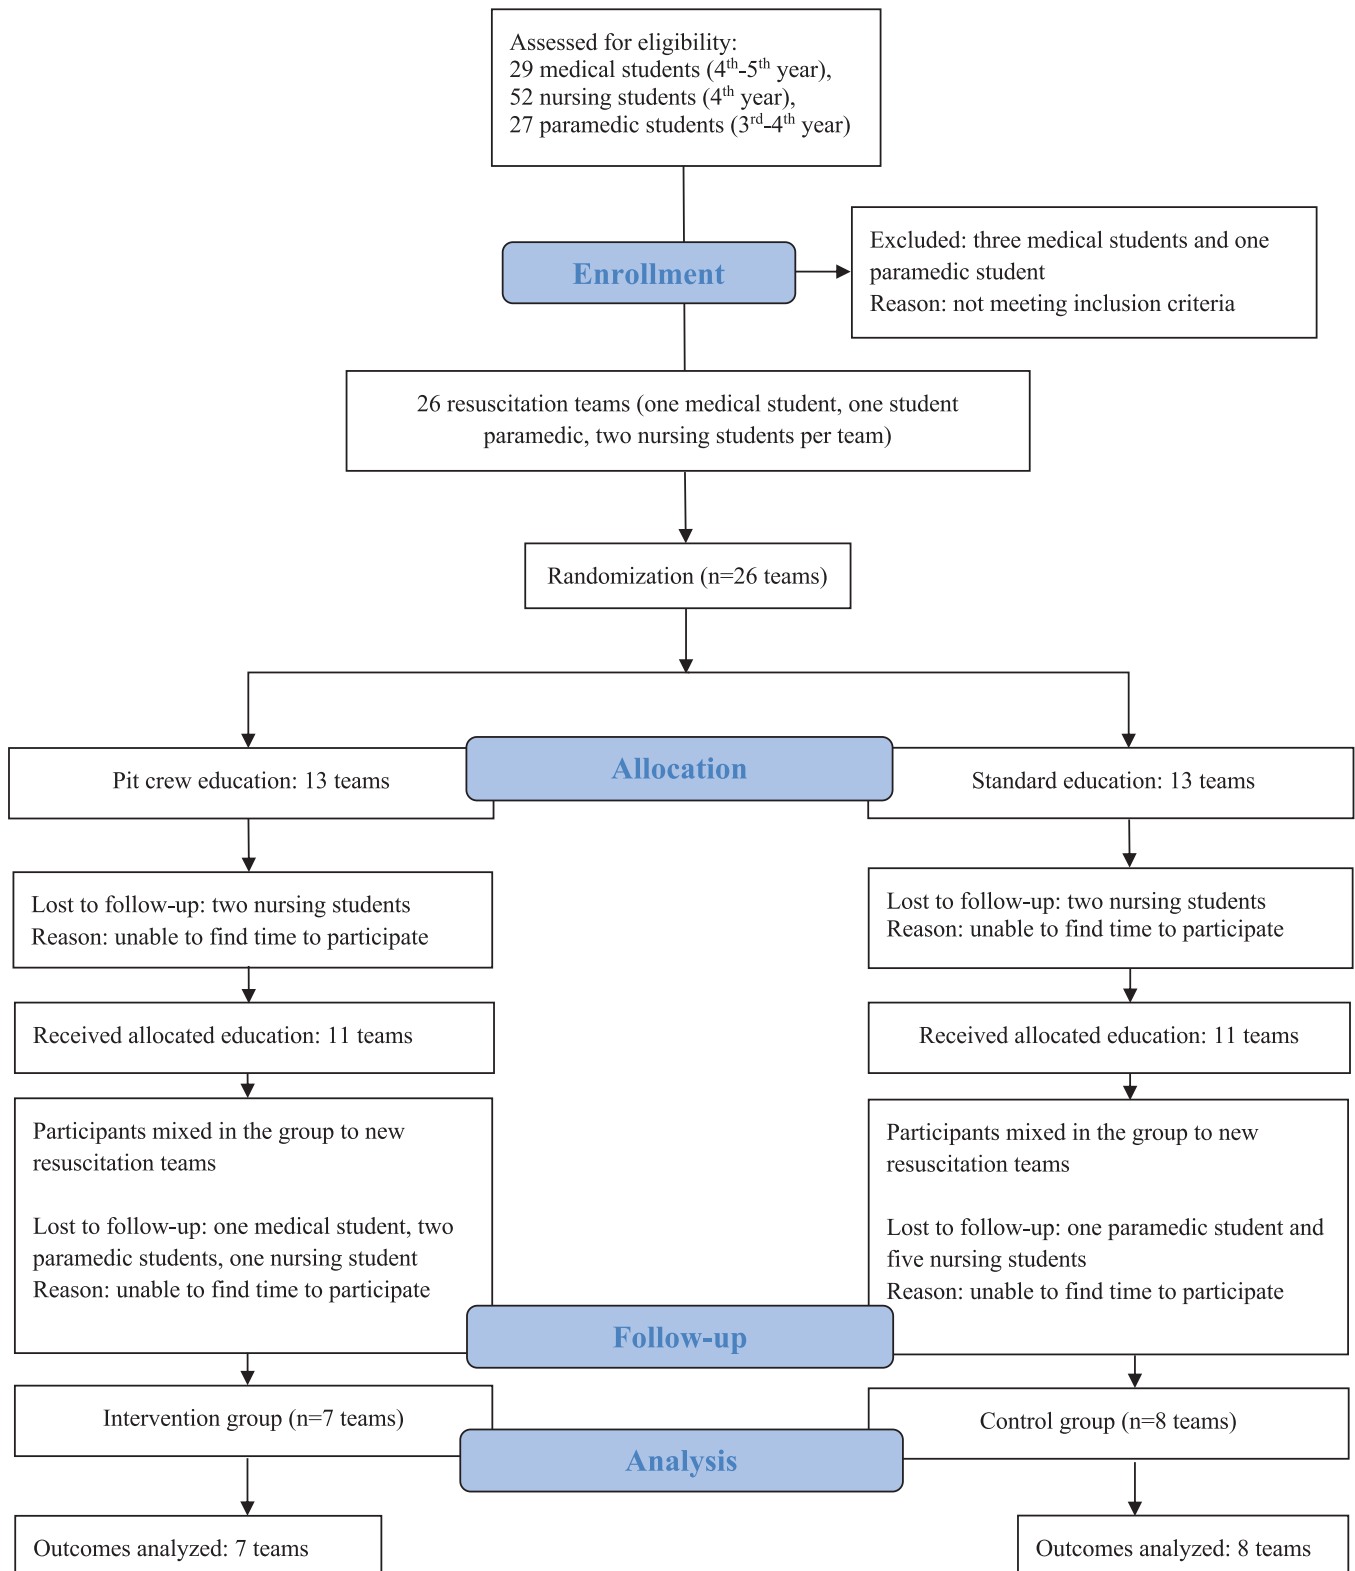 Assessed for eligibility:
29 medical students (4th-5th year),
52 nursing students (4th year),
27 paramedic students (3rd-4th year)
Enrollment
Excluded: three medical students and one
paramedic student
Reason: not meeting inclusion criteria
26 resuscitation teams (one medical student, one student
paramedic, two nursing students per team)
Randomization (n=26 teams)
Allocation
Pit crew education: 13 teams
Standard education: 13 teams
Lost to follow-up: two nursing students
Reason: unable to find time to participate
Lost to follow-up: two nursing students
Reason: unable to find time to participate
Received allocated education: 11 teams
Received allocated education: 11 teams
Participants mixed in the group to new
resuscitation teams
Lost to follow-up: one medical student, two
paramedic students, one nursing student
Reason: unable to find time to participate
Participants mixed in the group to new
resuscitation teams
Lost to follow-up: one paramedic student and
five nursing students
Reason: unable to find time to participate
Follow-up
Intervention group (n=7 teams)
Control group (n=8 teams)
Analysis
Outcomes analyzed: 7 teams
Outcomes analyzed: 8 teams